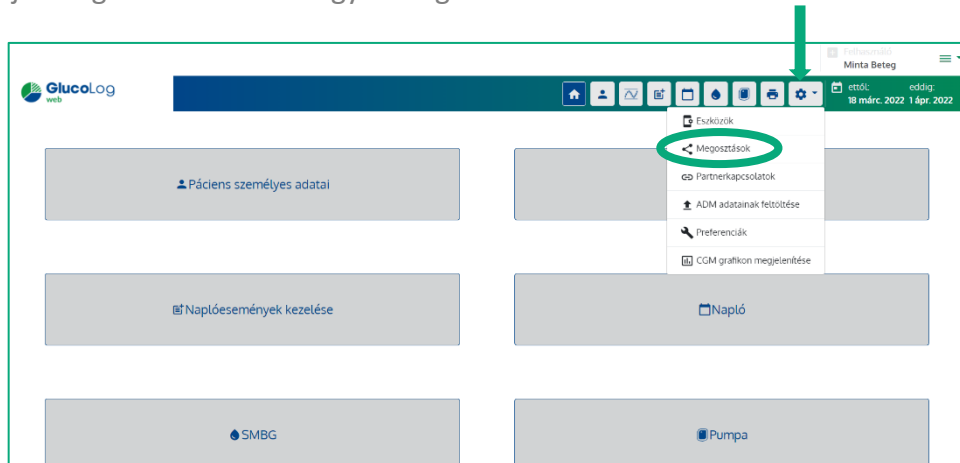 Felhasználó
Minta Beteg
GlucoLog
web
ettől: eddig:
18 márc. 2022 1 ápr. 2022
Eszközök
Megosztások
Partnerkapcsolatok
ADM adatainak feltöltése
Preferenciák
CGM grafikon megjelenítése
Páciens személyes adatai
Naplóesemények kezelése
Napló
SMBG
Pumpa